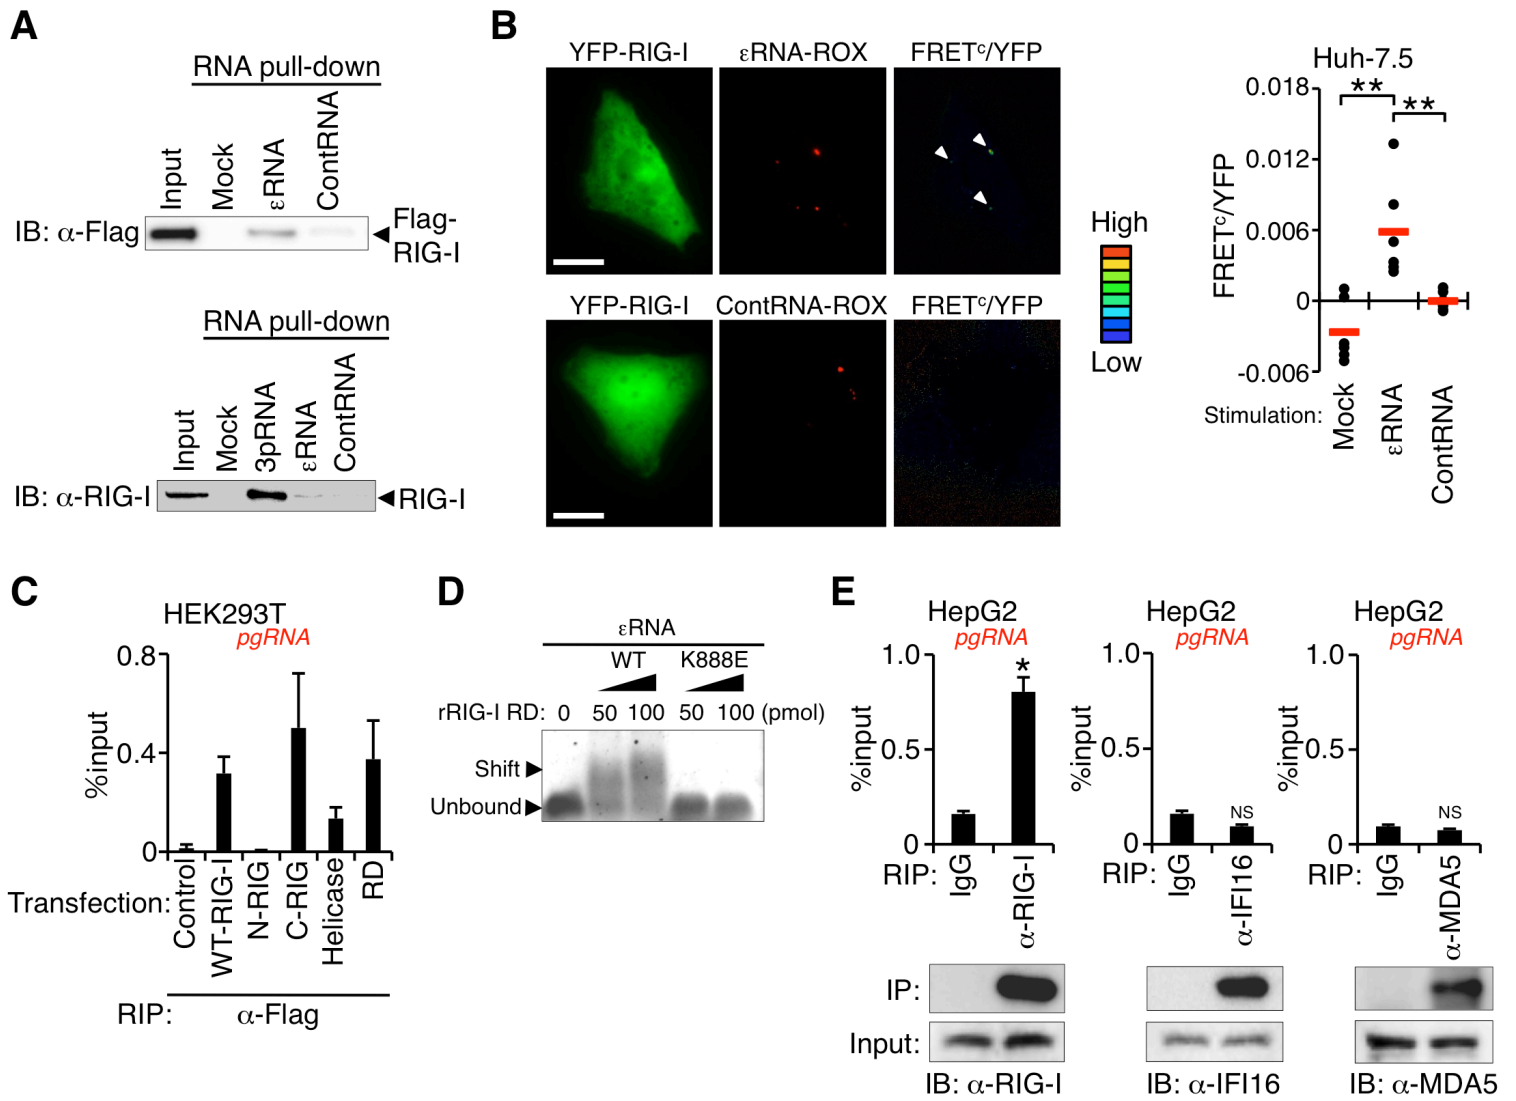 A
RNA pull-down
Input
Mock
εRNA
ContRNA
IB: α-Flag
Flag-
RIG-I
RNA pull-down
Input
Mock
3pRNA
εRNA
ContRNA
IB: α-RIG-I
RIG-I
B
YFP-RIG-I
εRNA-ROX
FRETᶜ/YFP
YFP-RIG-I
ContRNA-ROX
FRETᶜ/YFP
High
Low
Huh-7.5
**
**
0.018
0.012
0.006
0
-0.006
FRETᶜ/YFP
Stimulation:
Mock
εRNA
ContRNA
C
HEK293T
pgRNA
0.8
0.4
0
%input
Transfection:
Control
WT-RIG-I
N-RIG
C-RIG
Helicase
RD
RIP:
α-Flag
D
εRNA
WT
K888E
rRIG-I RD: 0 50 100 50 100 (pmol)
Shift
Unbound
E
HepG2
pgRNA
1.0
0.5
0
%input
*
RIP:
IgG
α-RIG-I
HepG2
pgRNA
1.0
0.5
0
%input
NS
RIP:
IgG
α-IFI16
HepG2
pgRNA
1.0
0.5
0
%input
NS
RIP:
IgG
α-MDA5
IP:
Input:
IB: α-RIG-I
IB: α-IFI16
IB: α-MDA5